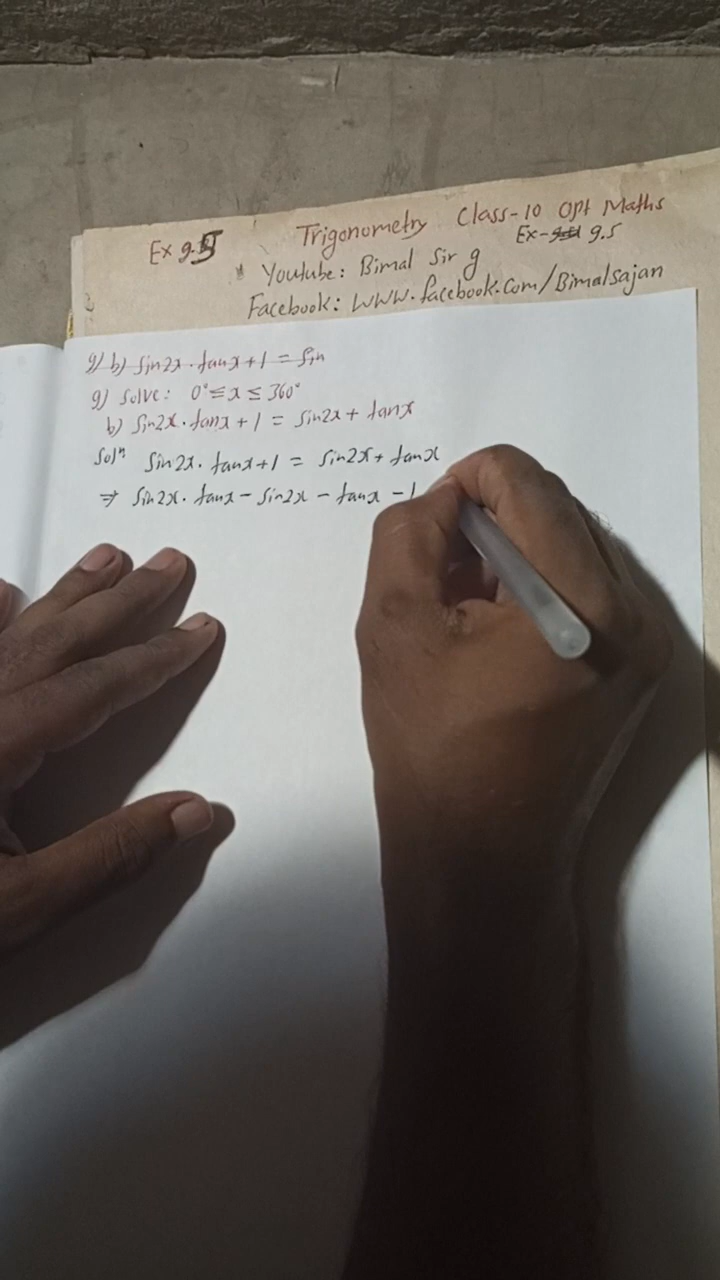 Ex 9.5
Trigonometry Class-10 Opt Maths
Ex- 9.5
Youtube: Bimal Sir g
Facebook: www.facebook.com/Bimalsajan
9) b) sin2x . tanx + 1 = sin
9) Solve: 0° ≤ x ≤ 360°
b) sin2x . tanx + 1 = sin2x + tanx
Solⁿ sin2x . tanx + 1 = sin2x + tanx
⇒ sin2x . tanx - sin2x - tanx - 1